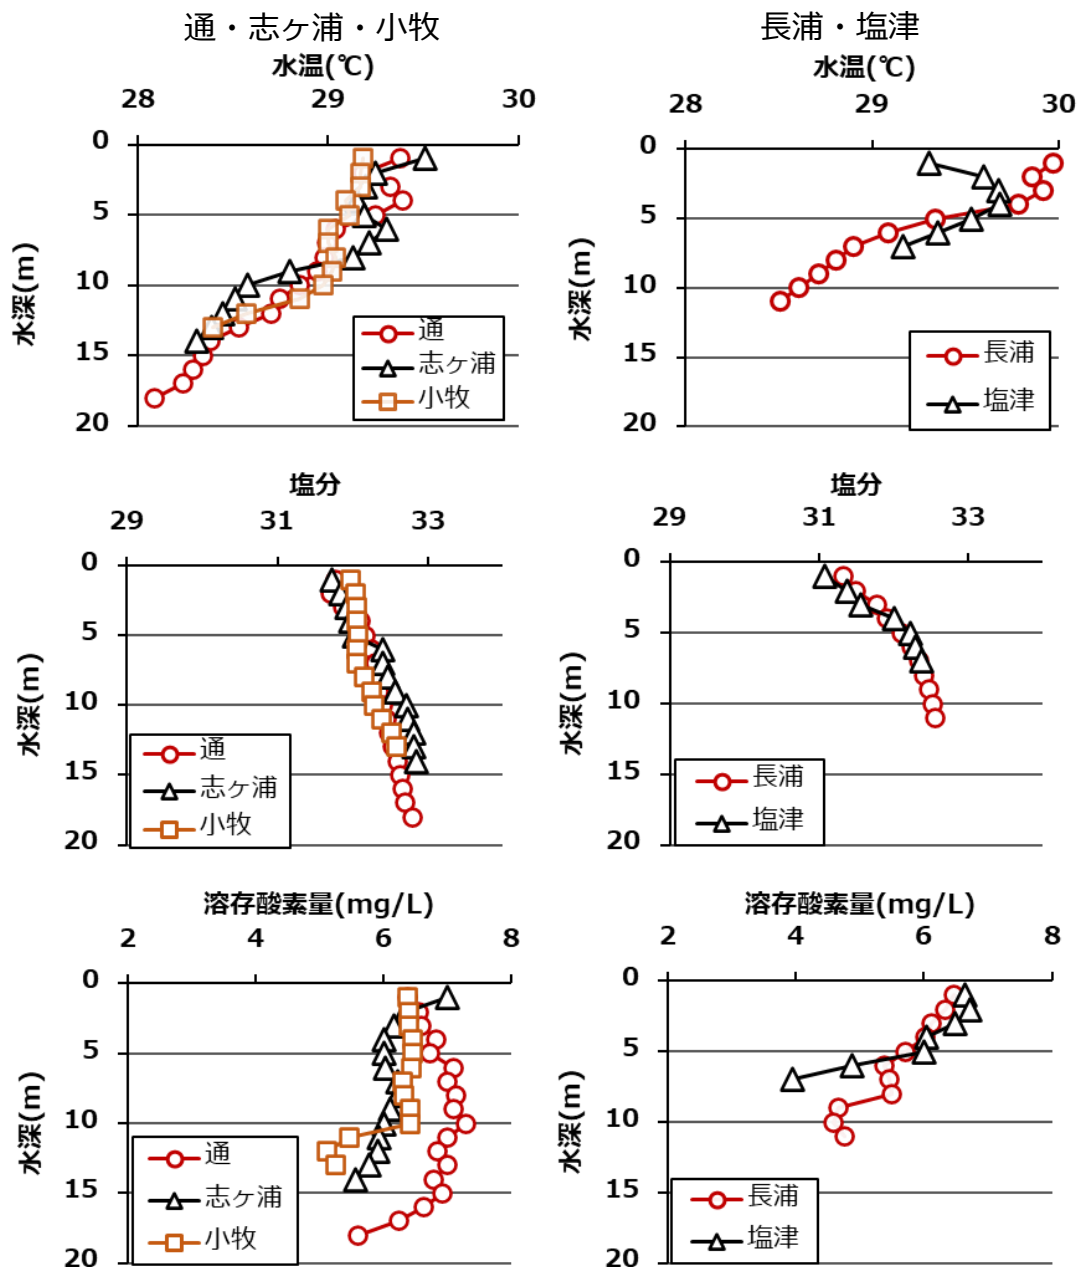 通・志ヶ浦・小牧
水温(℃)
28 29 30
0
5
10
15
20
水深(m)
通
志ヶ浦
小牧
長浦・塩津
水温(℃)
28 29 30
0
5
10
15
20
水深(m)
長浦
塩津
塩分
29 31 33
0
5
10
15
20
水深(m)
通
志ヶ浦
小牧
塩分
29 31 33
0
5
10
15
20
水深(m)
長浦
塩津
溶存酸素量(mg/L)
2 4 6 8
0
5
10
15
20
水深(m)
通
志ヶ浦
小牧
溶存酸素量(mg/L)
2 4 6 8
0
5
10
15
20
水深(m)
長浦
塩津